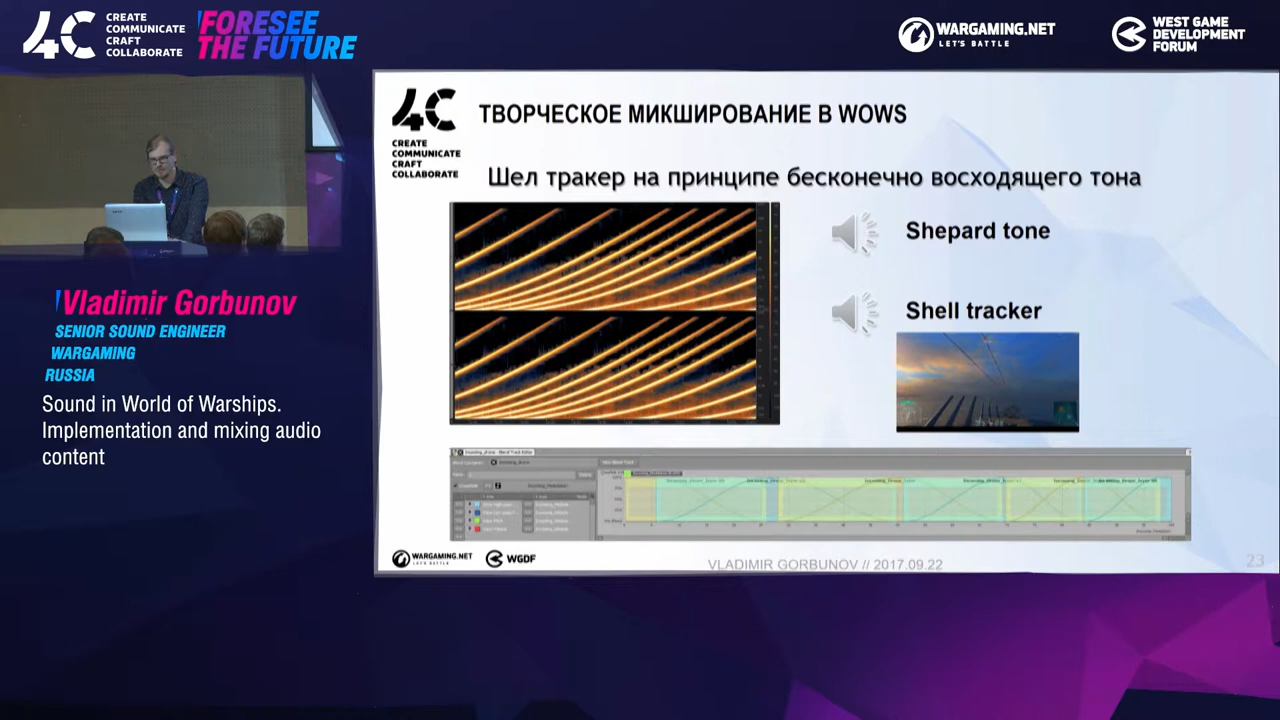 4C
CREATE
COMMUNICATE
CRAFT
COLLABORATE
FORESEE
THE FUTURE
WARGAMING.NET
LET'S BATTLE
WEST GAME
DEVELOPMENT
FORUM
4C
CREATE
COMMUNICATE
CRAFT
COLLABORATE
ТВОРЧЕСКОЕ МИКШИРОВАНИЕ В WOWS
Шел тракер на принципе бесконечно восходящего тона
Shepard tone
Shell tracker
Vladimir Gorbunov
SENIOR SOUND ENGINEER
WARGAMING
RUSSIA
Sound in World of Warships.
Implementation and mixing audio
content
WARGAMING.NET
LET'S BATTLE
WGDF
VLADIMIR GORBUNOV // 2017.09.22
23